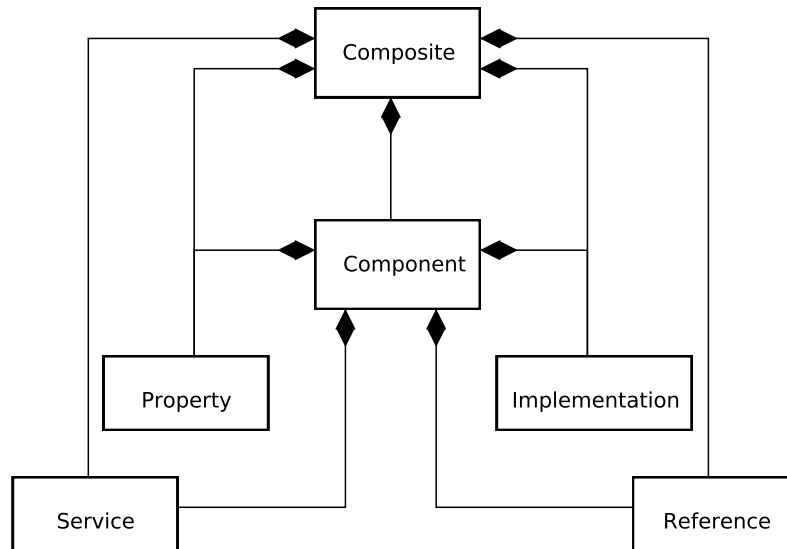 Composite
Component
Property
Implementation
Service
Reference